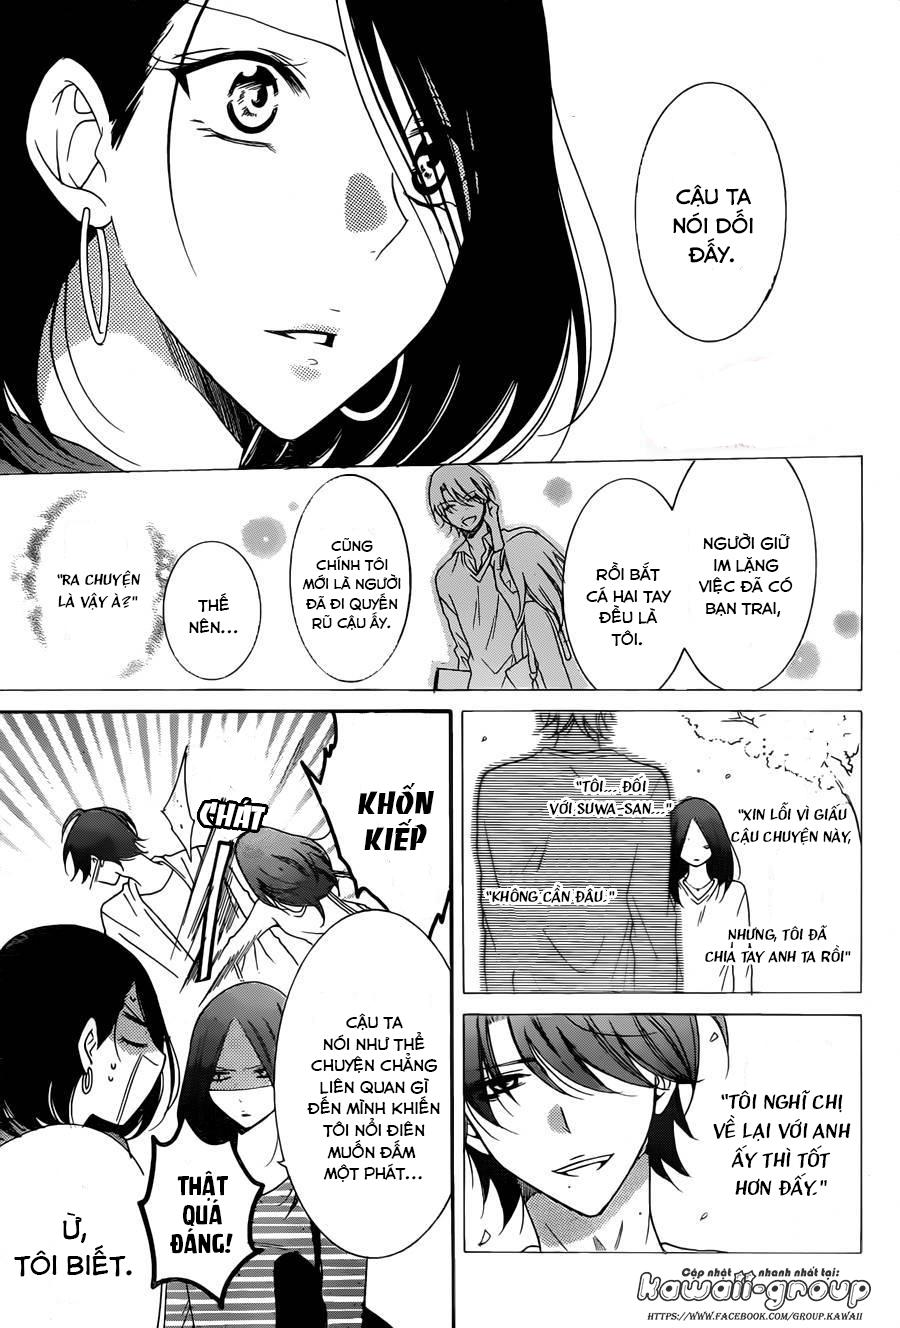 CẬU TA
NÓI DỐI
ĐẤY.
NGƯỜI GIỮ
IM LẶNG
VIỆC ĐÃ CÓ
BẠN TRAI,
RỒI BẮT
CÁ HAI TAY
ĐỀU LÀ
TÔI.
CŨNG
CHÍNH TÔI
MỚI LÀ NGƯỜI
ĐÃ ĐI QUYẾN
RŨ CẬU ẤY.
THẾ
NÊN...
"RA CHUYỆN
LÀ VẬY À?"
"XIN LỖI VÌ GIẤU
CẬU CHUYỆN NÀY,
NHƯNG, TÔI ĐÃ
CHIA TAY ANH TA RỒI"
"TÔI... ĐỐI
VỚI SUWA-SAN..."
"KHÔNG CẦN ĐÂU."
"TÔI NGHĨ CHỊ
VỀ LẠI VỚI ANH
ẤY THÌ TỐT
HƠN ĐẤY."
KHỐN
KIẾP
CHÁT
CẬU TA
NÓI NHƯ THỂ
CHUYỆN CHẲNG
LIÊN QUAN GÌ
ĐẾN MÌNH KHIẾN
TÔI NỔI ĐIÊN
MUỐN ĐẤM
MỘT PHÁT...
THẬT
QUÁ
ĐÁNG!
Ừ,
TÔI BIẾT.
Cập nhật nhanh nhất tại:
kawaii-group
HTTPS://WWW.FACEBOOK.COM/GROUP.KAWAII